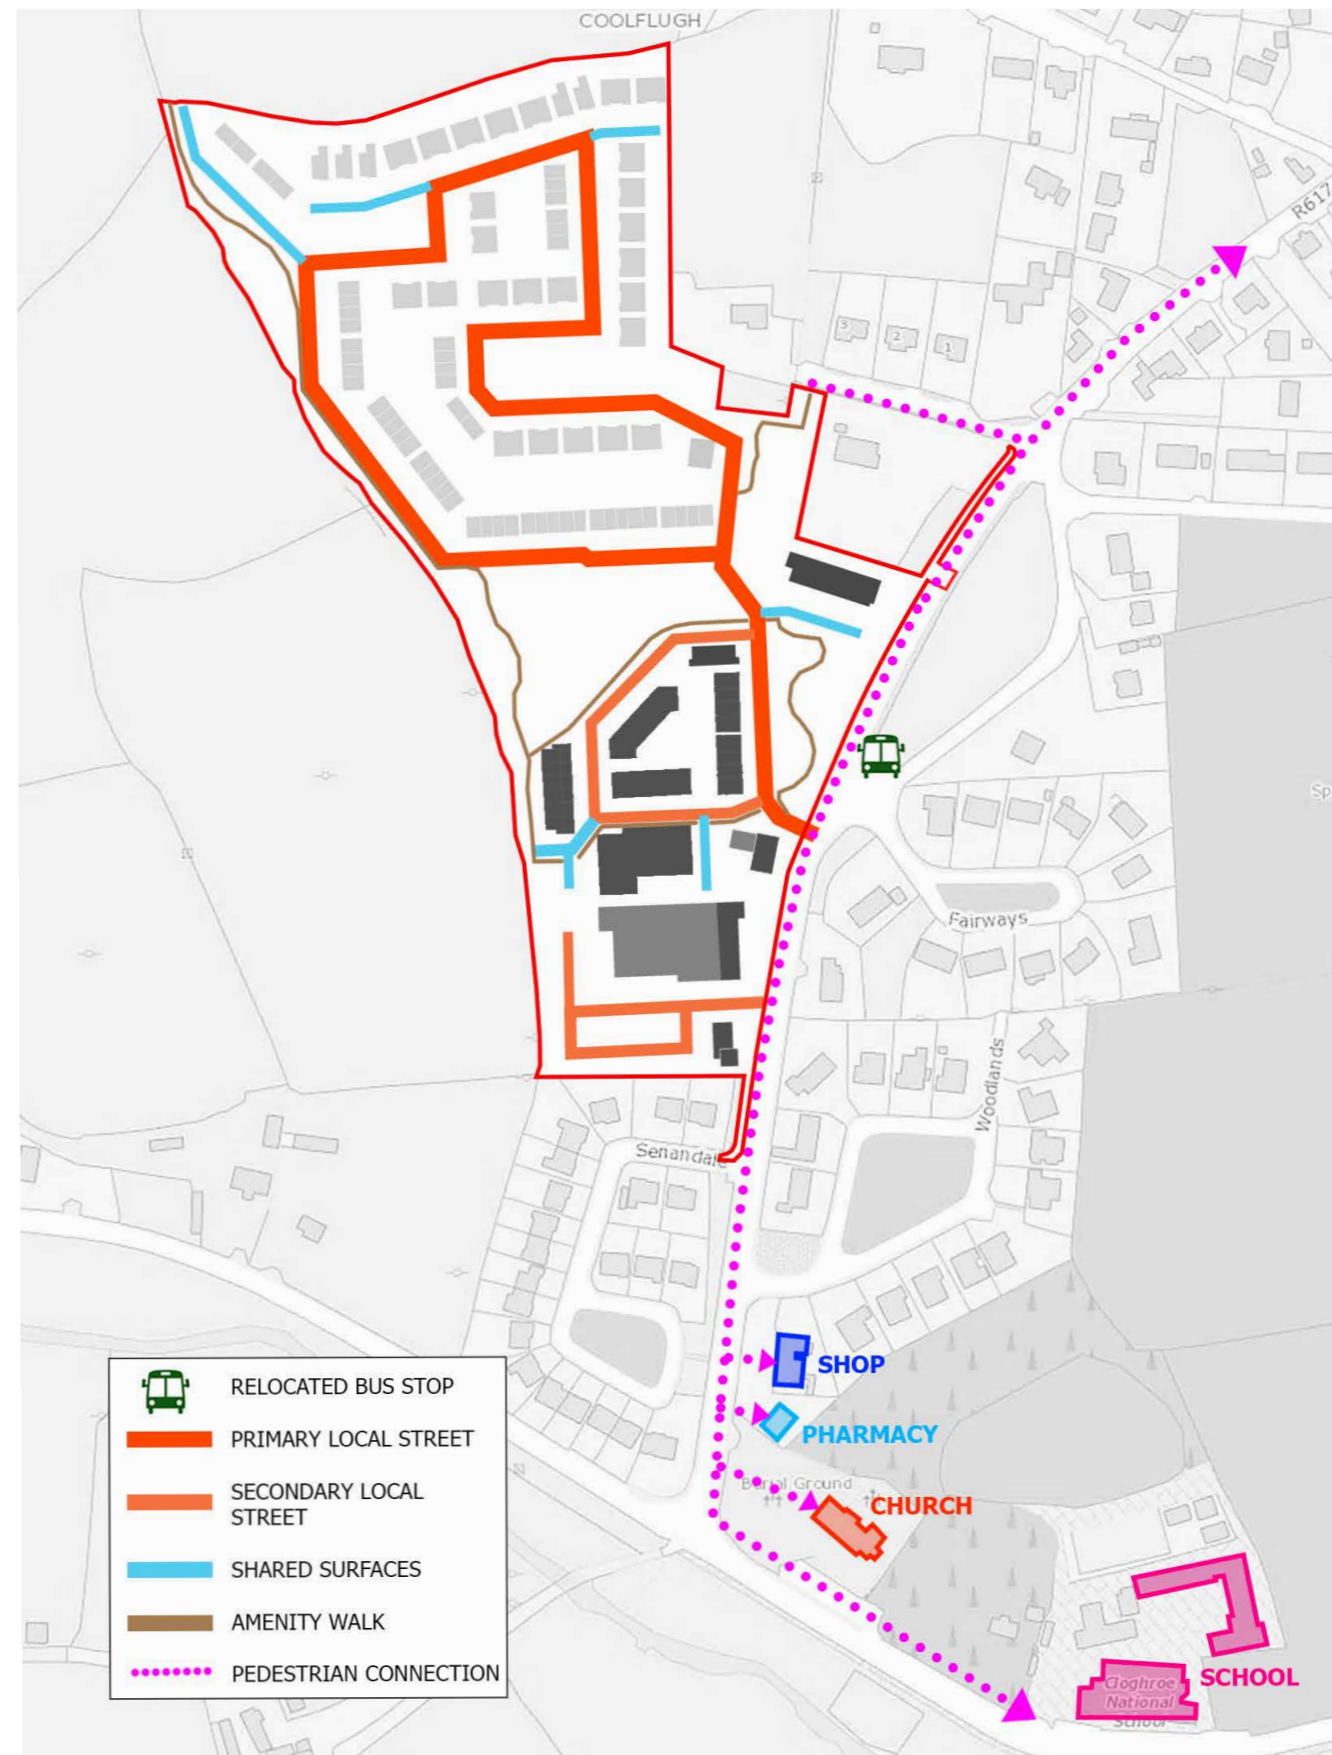 COOLFLUGH
R617
3
2
1
Sp
Fairways
Woodlands
Senandale
SHOP
PHARMACY
Burial Ground
CHURCH
SCHOOL
Cloghroe
National
School
RELOCATED BUS STOP
PRIMARY LOCAL STREET
SECONDARY LOCAL
STREET
SHARED SURFACES
AMENITY WALK
PEDESTRIAN CONNECTION